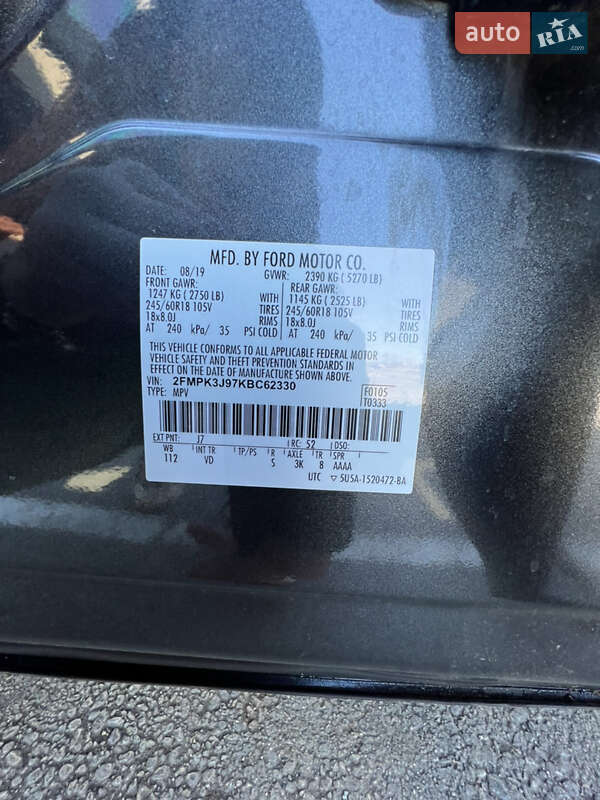 auto RIA .com
MFD. BY FORD MOTOR CO.
DATE: 08/19 GVWR: 2390 KG ( 5270 LB)
FRONT GAWR: REAR GAWR:
1247 KG ( 2750 LB) WITH 1145 KG ( 2525 LB) WITH
245/60R18 105V TIRES 245/60R18 105V TIRES
18x8.0J RIMS 18x8.0J RIMS
AT 240 kPa/ 35 PSI COLD AT 240 kPa/ 35 PSI COLD
THIS VEHICLE CONFORMS TO ALL APPLICABLE FEDERAL MOTOR
VEHICLE SAFETY AND THEFT PREVENTION STANDARDS IN
EFFECT ON THE DATE OF MANUFACTURE SHOWN ABOVE.
VIN: 2FMPK3J97KBC62330 F0105
TYPE: MPV T0333
EXT PNT: J7 RC: 52 DSO:
WB INT TR TP/PS R AXLE TR SPR
112 VD S 3K 8 AAAA
UTC ▽ 5U5A-1520472-BA